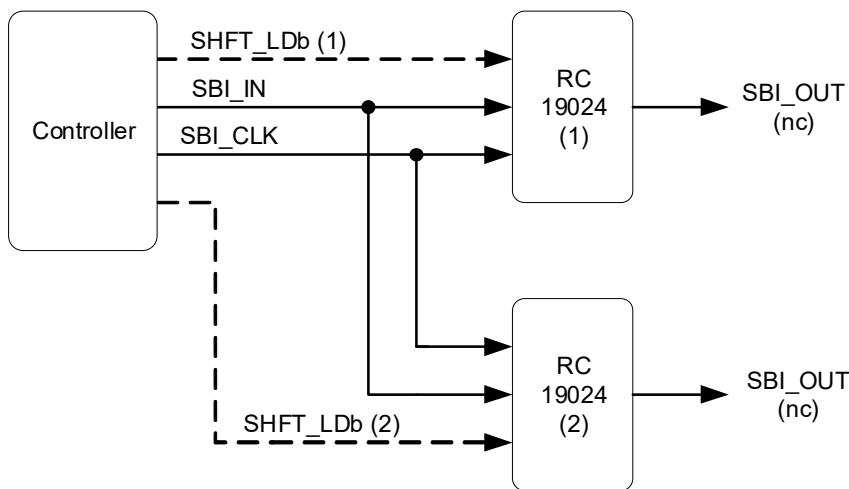 Controller
SHFT_LDb (1)
SBI_IN
SBI_CLK
RC
19024
(1)
SBI_OUT
(nc)
RC
19024
(2)
SBI_OUT
(nc)
SHFT_LDb (2)